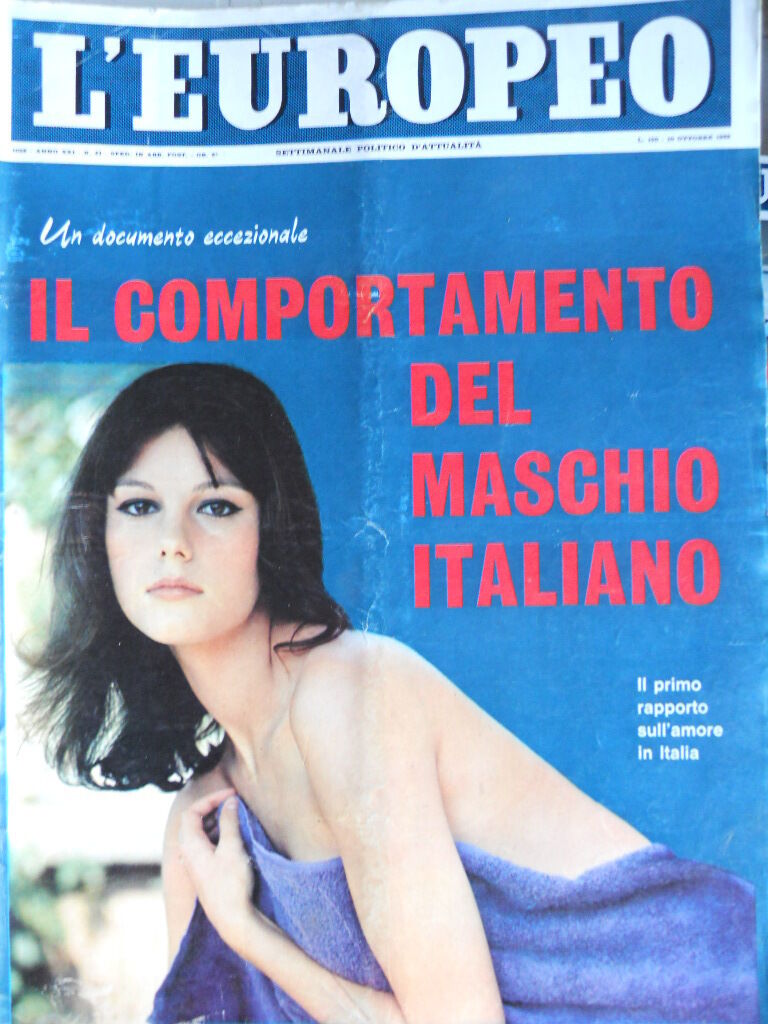 L'EUROPEO
SETTIMANALE POLITICO D'ATTUALITÀ
Un documento eccezionale
IL COMPORTAMENTO
DEL
MASCHIO
ITALIANO
Il primo
rapporto
sull'amore
in Italia